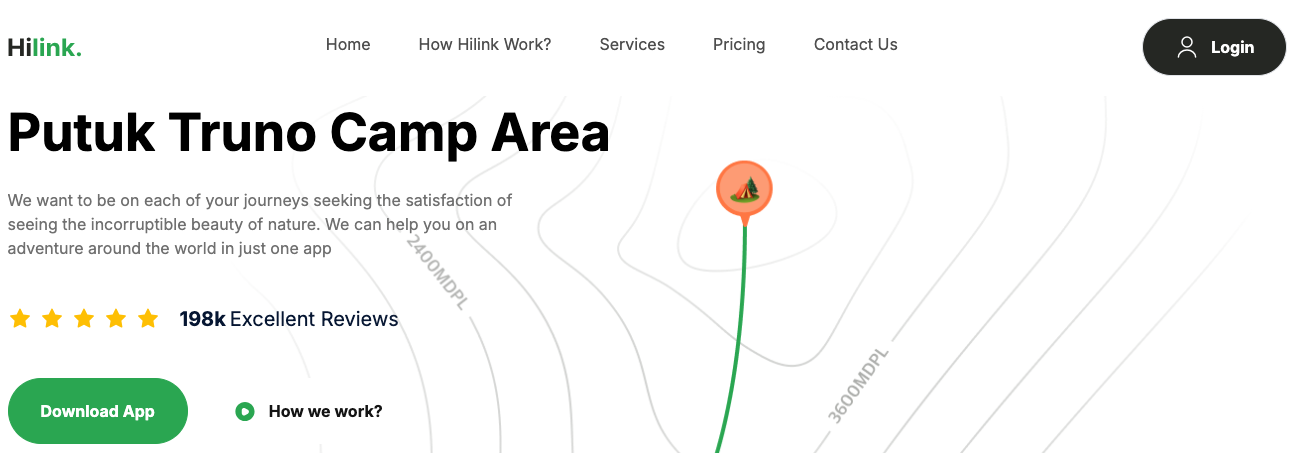 Hilink.
Home
How Hilink Work?
Services
Pricing
Contact Us
Login
Putuk Truno Camp Area
We want to be on each of your journeys seeking the satisfaction of
seeing the incorruptible beauty of nature. We can help you on an
adventure around the world in just one app
2400MDPL
198k Excellent Reviews
3600MDPL
Download App
How we work?